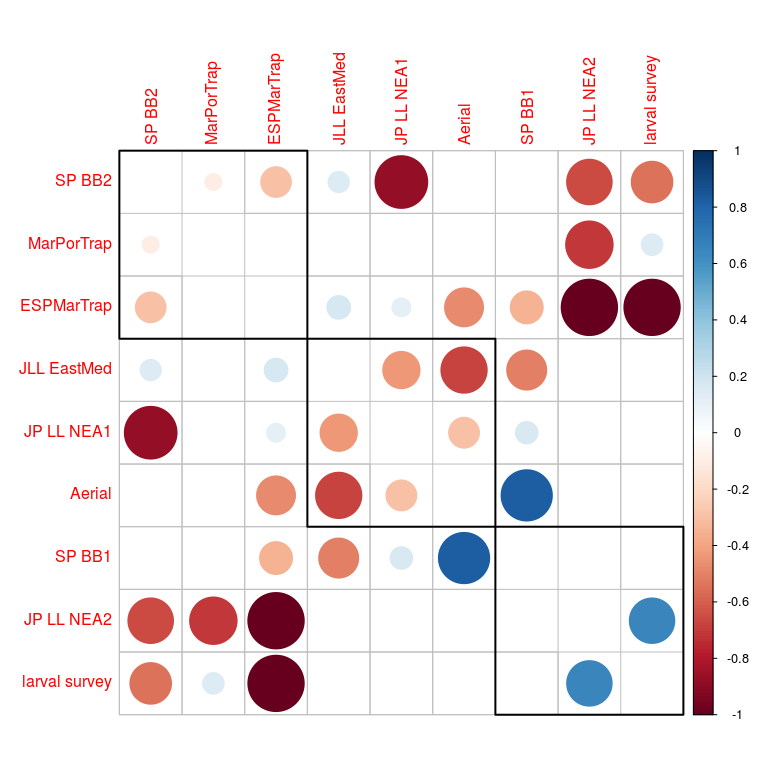 SP BB2
MarPorTrap
ESPMarTrap
JLL EastMed
JP LL NEA1
Aerial
SP BB1
JP LL NEA2
larval survey
SP BB2
MarPorTrap
ESPMarTrap
JLL EastMed
JP LL NEA1
Aerial
SP BB1
JP LL NEA2
larval survey
1
0.8
0.6
0.4
0.2
0
-0.2
-0.4
-0.6
-0.8
-1